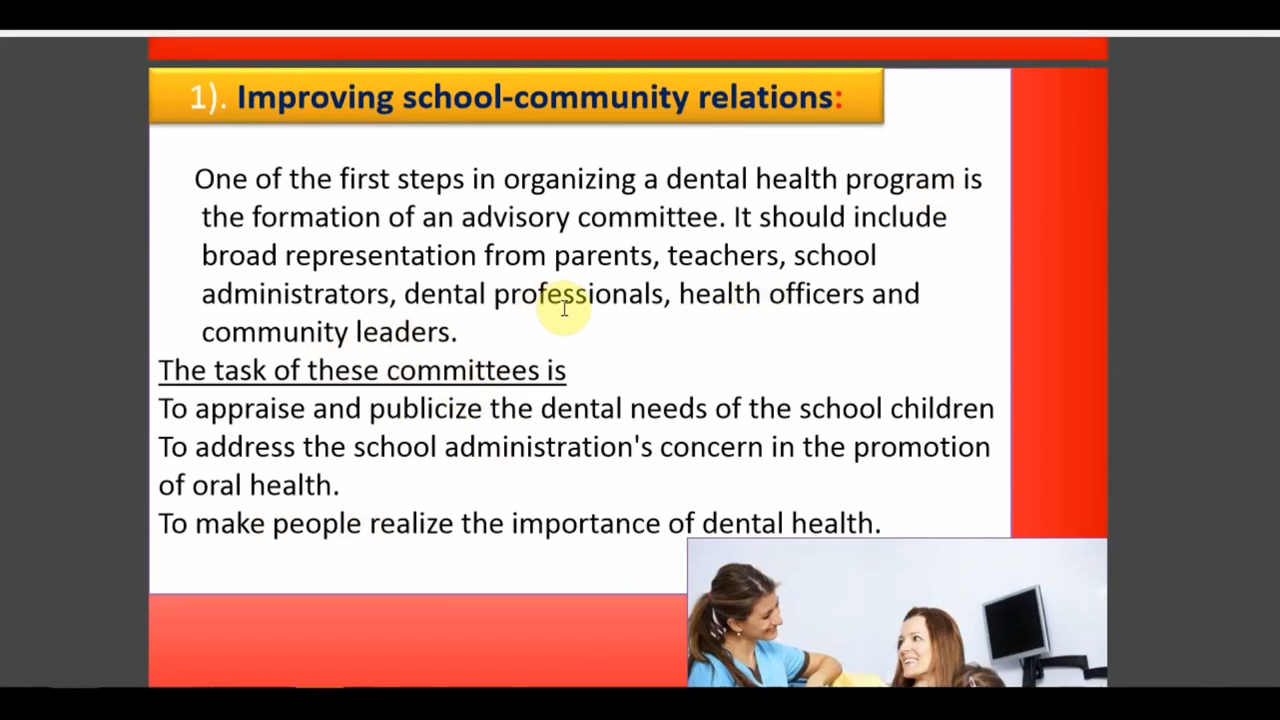 1). Improving school-community relations:
One of the first steps in organizing a dental health program is
the formation of an advisory committee. It should include
broad representation from parents, teachers, school
administrators, dental professionals, health officers and
community leaders.
The task of these committees is
To appraise and publicize the dental needs of the school children
To address the school administration's concern in the promotion
of oral health.
To make people realize the importance of dental health.